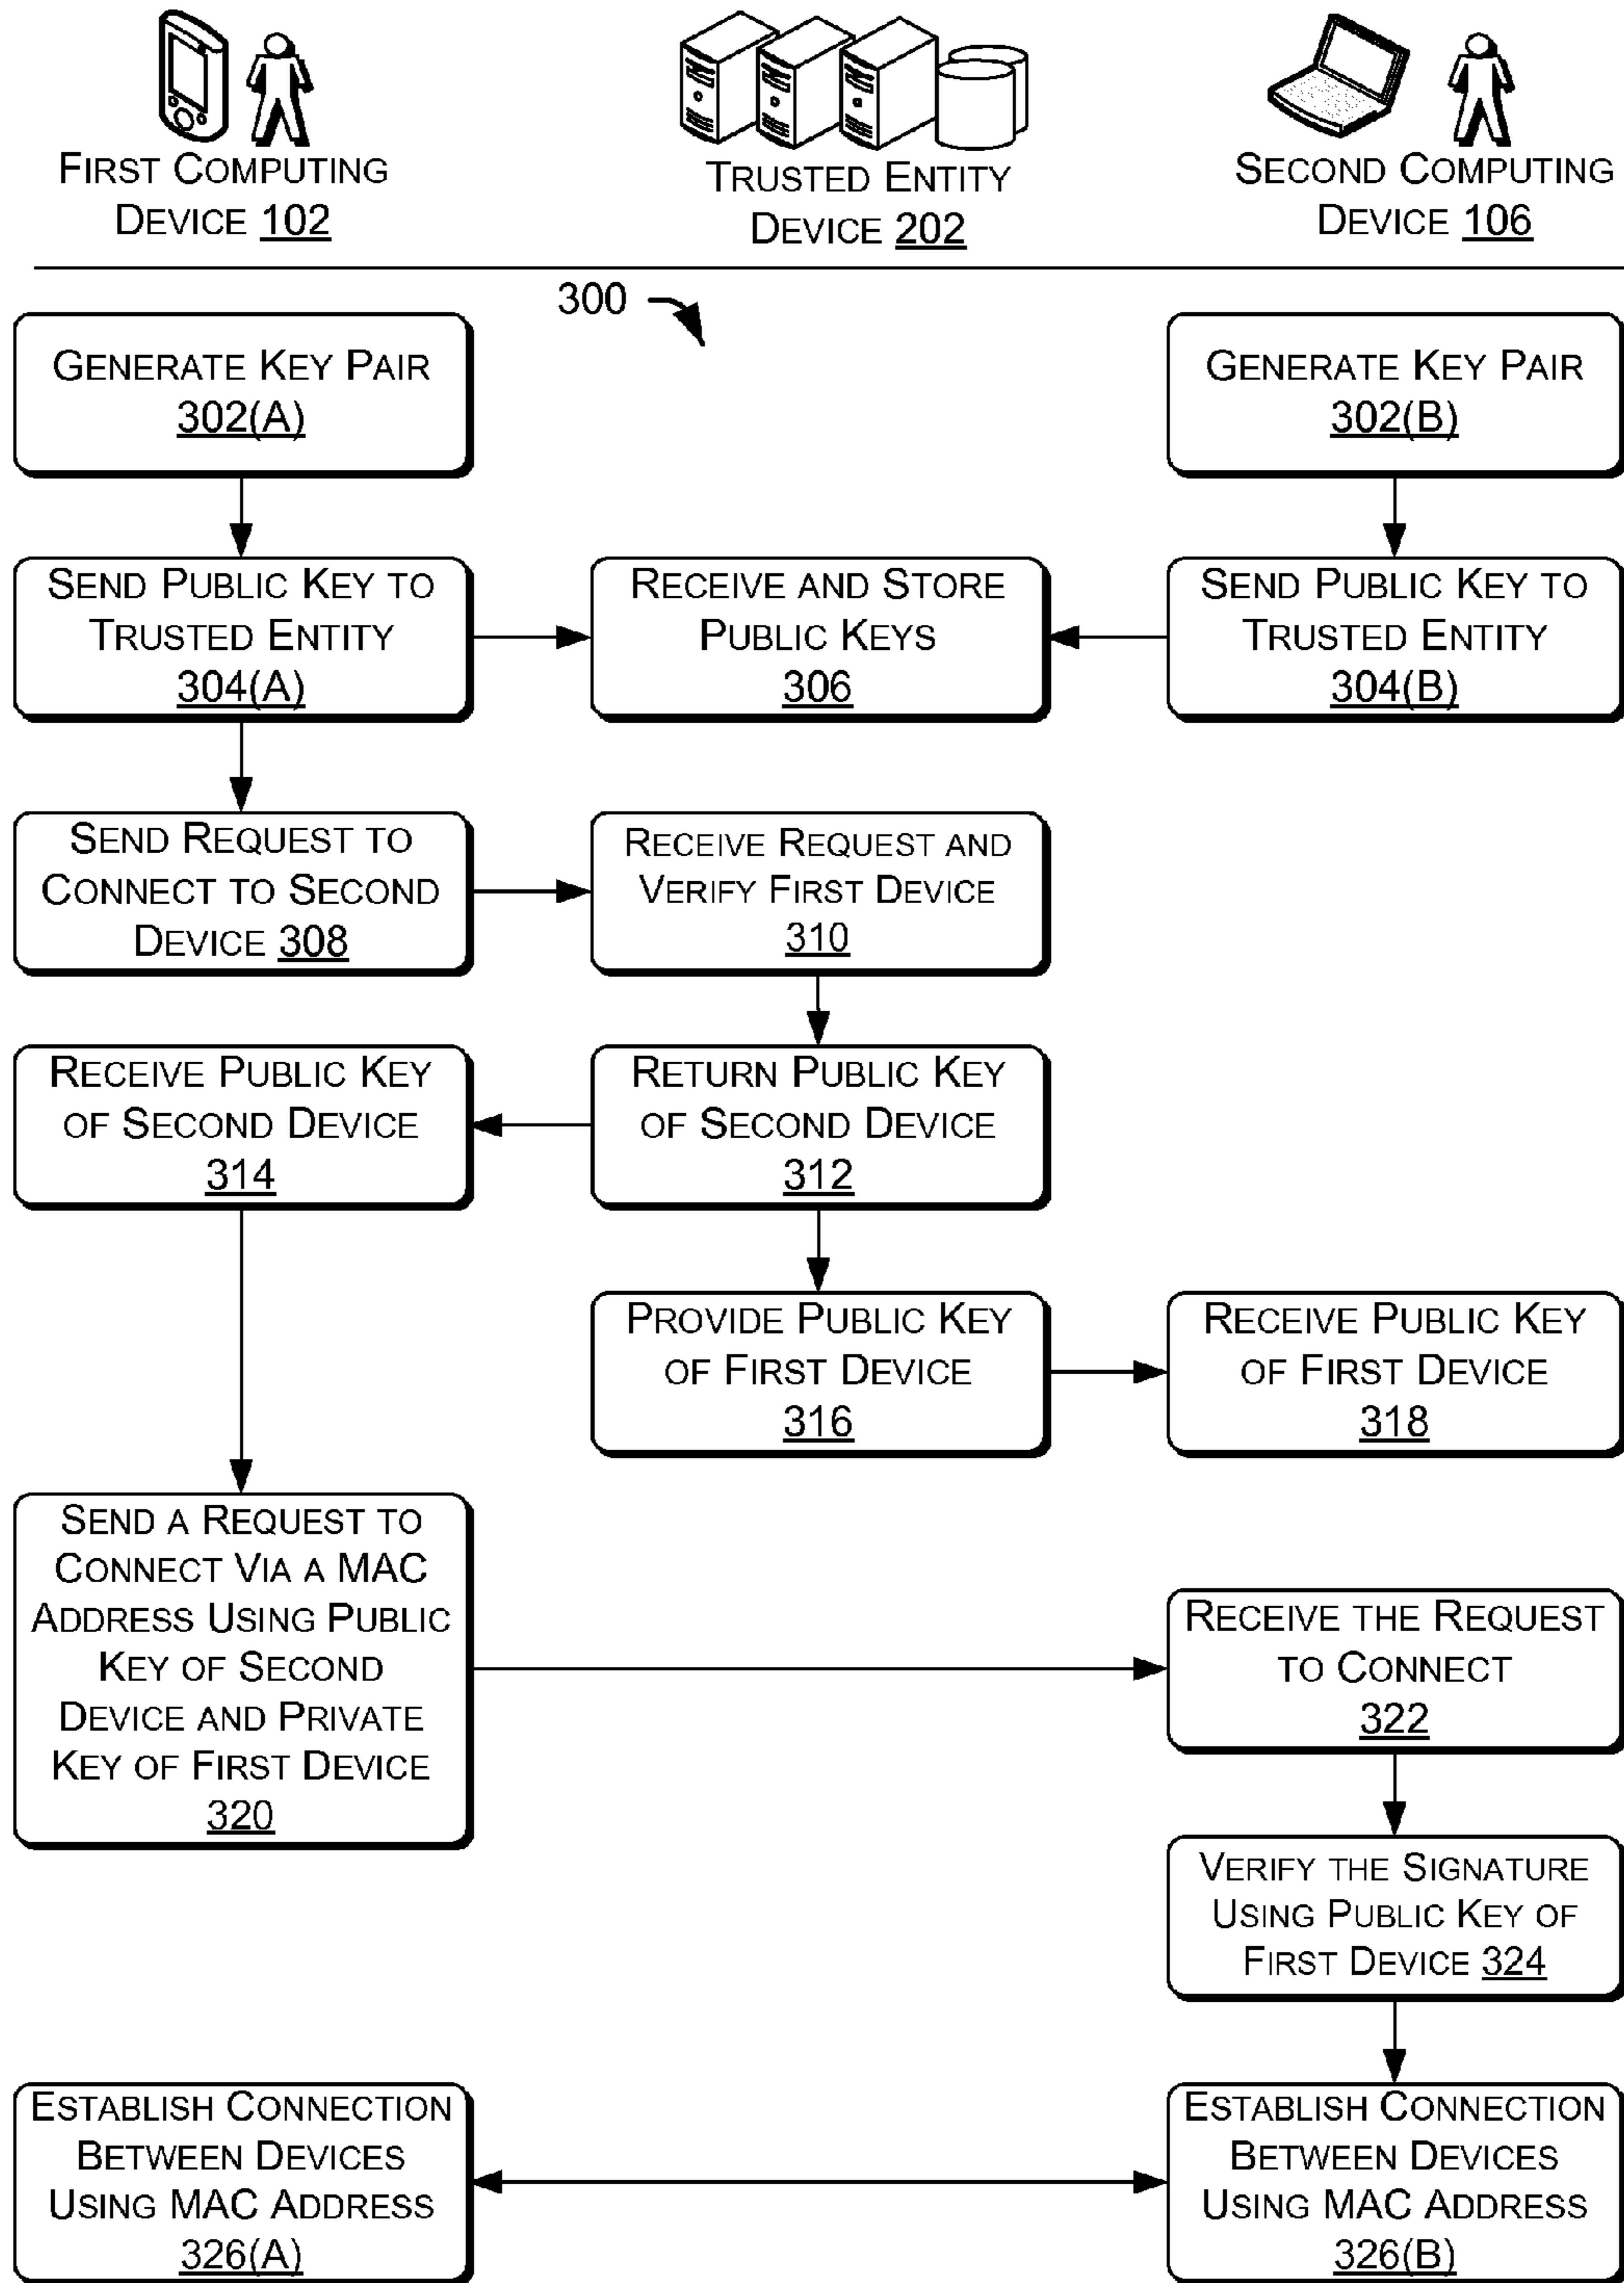 FIRST COMPUTING
DEVICE 102
TRUSTED ENTITY
DEVICE 202
SECOND COMPUTING
DEVICE 106
300
GENERATE KEY PAIR
302(A)
GENERATE KEY PAIR
302(B)
SEND PUBLIC KEY TO
TRUSTED ENTITY
304(A)
RECEIVE AND STORE
PUBLIC KEYS
306
SEND PUBLIC KEY TO
TRUSTED ENTITY
304(B)
SEND REQUEST TO
CONNECT TO SECOND
DEVICE 308
RECEIVE REQUEST AND
VERIFY FIRST DEVICE
310
RECEIVE PUBLIC KEY
OF SECOND DEVICE
314
RETURN PUBLIC KEY
OF SECOND DEVICE
312
PROVIDE PUBLIC KEY
OF FIRST DEVICE
316
RECEIVE PUBLIC KEY
OF FIRST DEVICE
318
SEND A REQUEST TO
CONNECT VIA A MAC
ADDRESS USING PUBLIC
KEY OF SECOND
DEVICE AND PRIVATE
KEY OF FIRST DEVICE
320
RECEIVE THE REQUEST
TO CONNECT
322
VERIFY THE SIGNATURE
USING PUBLIC KEY OF
FIRST DEVICE 324
ESTABLISH CONNECTION
BETWEEN DEVICES
USING MAC ADDRESS
326(A)
ESTABLISH CONNECTION
BETWEEN DEVICES
USING MAC ADDRESS
326(B)